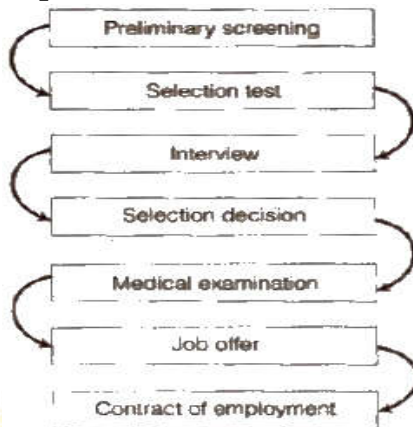 Preliminary screening
Selection test
Interview
Selection decision
Medical examination
Job offer
Contract of employment